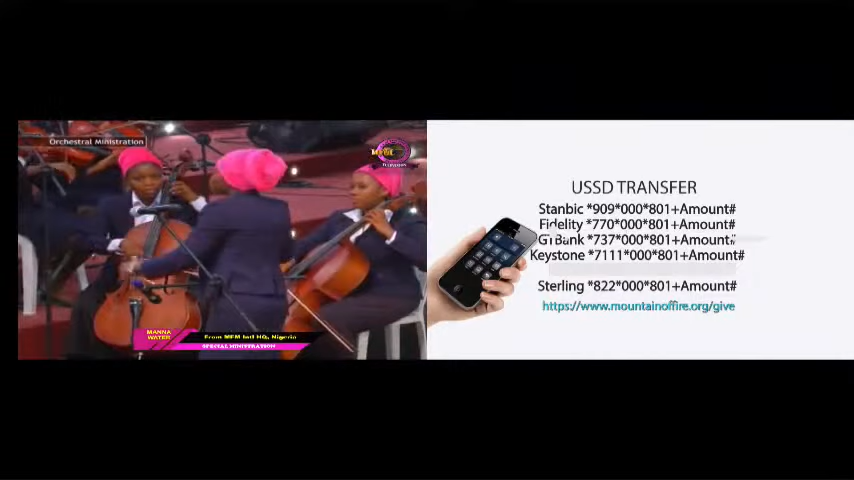 Orchestral Ministration
MANNA
WATER
From MFM Intl HQ, Nigeria
SPECIAL MINISTRATION
USSD TRANSFER
Stanbic *909*000*801+Amount#
Fidelity *770*000*801+Amount#
GTBank *737*000*801+Amount#
Keystone *7111*000*801+Amount#
Sterling *822*000*801+Amount#
https://www.mountainoffire.org/give